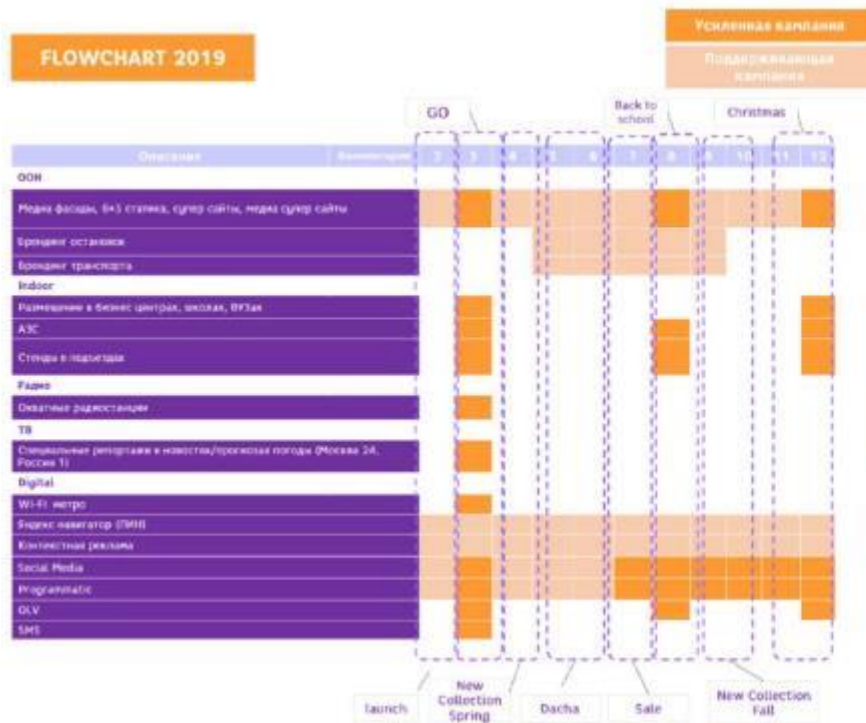 Усиленная кампания
FLOWCHART 2019
Поддерживающая
кампания
GO
Back to
school
Christmas
Описание Комментарии 2 3 4 5 6 7 8 9 10 11 12
OOH
Медиа фасады, 6*3 статика, супер сайты, медиа супер сайты
Брендинг остановок
Брендинг транспорта
Indoor
Размещение в бизнес центрах, школах, ВУЗах
АЗС
Стенды в подъездах
Радио
Охватные радиостанции
ТВ
Специальные репортажи в новостях/прогнозах погоды (Москва 24,
Россия 1)
Digital
Wi-Fi метро
Яндекс навигатор (ПИН)
Контекстная реклама
Social Media
Programmatic
OLV
SMS
launch
New
Collection
Spring
Dacha
Sale
New Collection
Fall